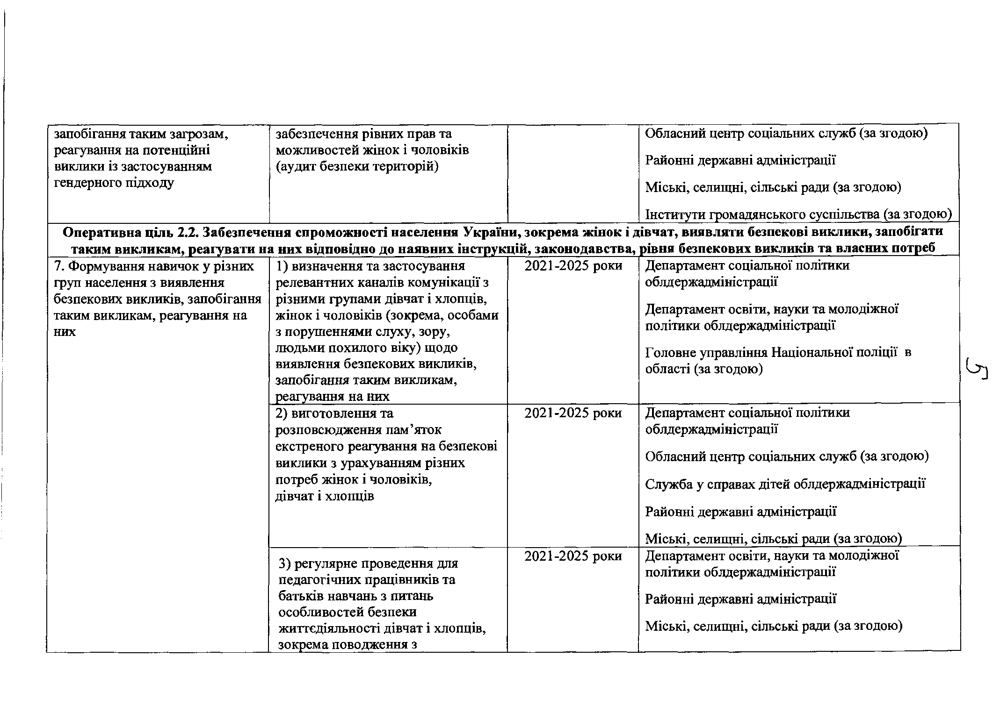 запобігання таким загрозам,
реагування на потенційні
виклики із застосуванням
гендерного підходу
забезпечення рівних прав та
можливостей жінок і чоловіків
(аудит безпеки територій)
Обласний центр соціальних служб (за згодою)
Районні державні адміністрації
Міські, селищні, сільські ради (за згодою)
Інститути громадянського суспільства (за згодою)
Оперативна ціль 2.2. Забезпечення спроможності населення України, зокрема жінок і дівчат, виявляти безпекові виклики, запобігати
таким викликам, реагувати на них відповідно до наявних інструкцій, законодавства, рівня безпекових викликів та власних потреб
7. Формування навичок у різних
груп населення з виявлення
безпекових викликів, запобігання
таким викликам, реагування на
них
1) визначення та застосування
релевантних каналів комунікації з
різними групами дівчат і хлопців,
жінок і чоловіків (зокрема, особами
з порушеннями слуху, зору,
людьми похилого віку) щодо
виявлення безпекових викликів,
запобігання таким викликам,
реагування на них
2021-2025 роки
Департамент соціальної політики
облдержадміністрації
Департамент освіти, науки та молодіжної
політики облдержадміністрації
Головне управління Національної поліції в
області (за згодою)
2) виготовлення та
розповсюдження пам’яток
екстреного реагування на безпекові
виклики з урахуванням різних
потреб жінок і чоловіків,
дівчат і хлопців
2021-2025 роки
Департамент соціальної політики
облдержадміністрації
Обласний центр соціальних служб (за згодою)
Служба у справах дітей облдержадміністрації
Районні державні адміністрації
Міські, селищні, сільські ради (за згодою)
3) регулярне проведення для
педагогічних працівників та
батьків навчань з питань
особливостей безпеки
життєдіяльності дівчат і хлопців,
зокрема поводження з
2021-2025 роки
Департамент освіти, науки та молодіжної
політики облдержадміністрації
Районні державні адміністрації
Міські, селищні, сільські ради (за згодою)
5